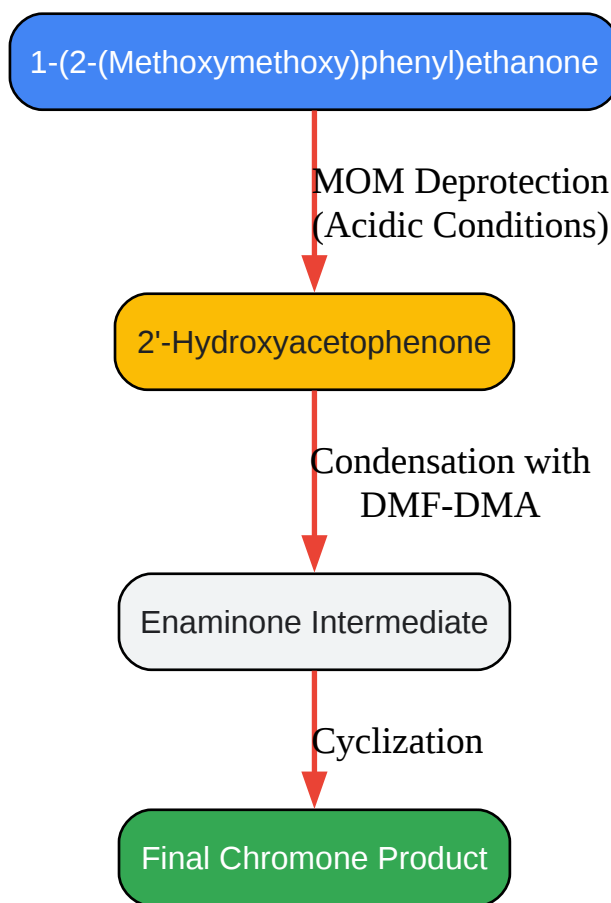 1-(2-(Methoxymethoxy)phenyl)ethanone
MOM Deprotection
(Acidic Conditions)
2'-Hydroxyacetophenone
Condensation with
DMF-DMA
Enaminone Intermediate
Cyclization
Final Chromone Product